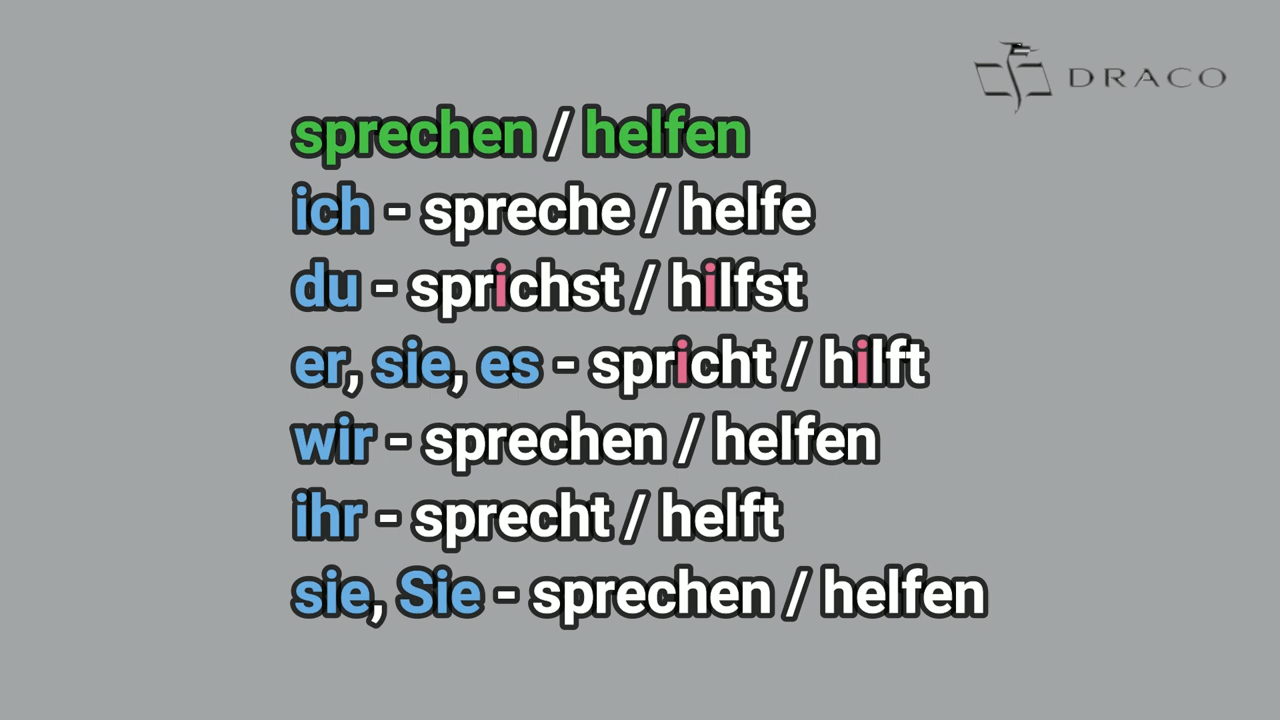 DRACO
sprechen / helfen
ich - spreche / helfe
du - sprichst / hilfst
er, sie, es - spricht / hilft
wir - sprechen / helfen
ihr - sprecht / helft
sie, Sie - sprechen / helfen